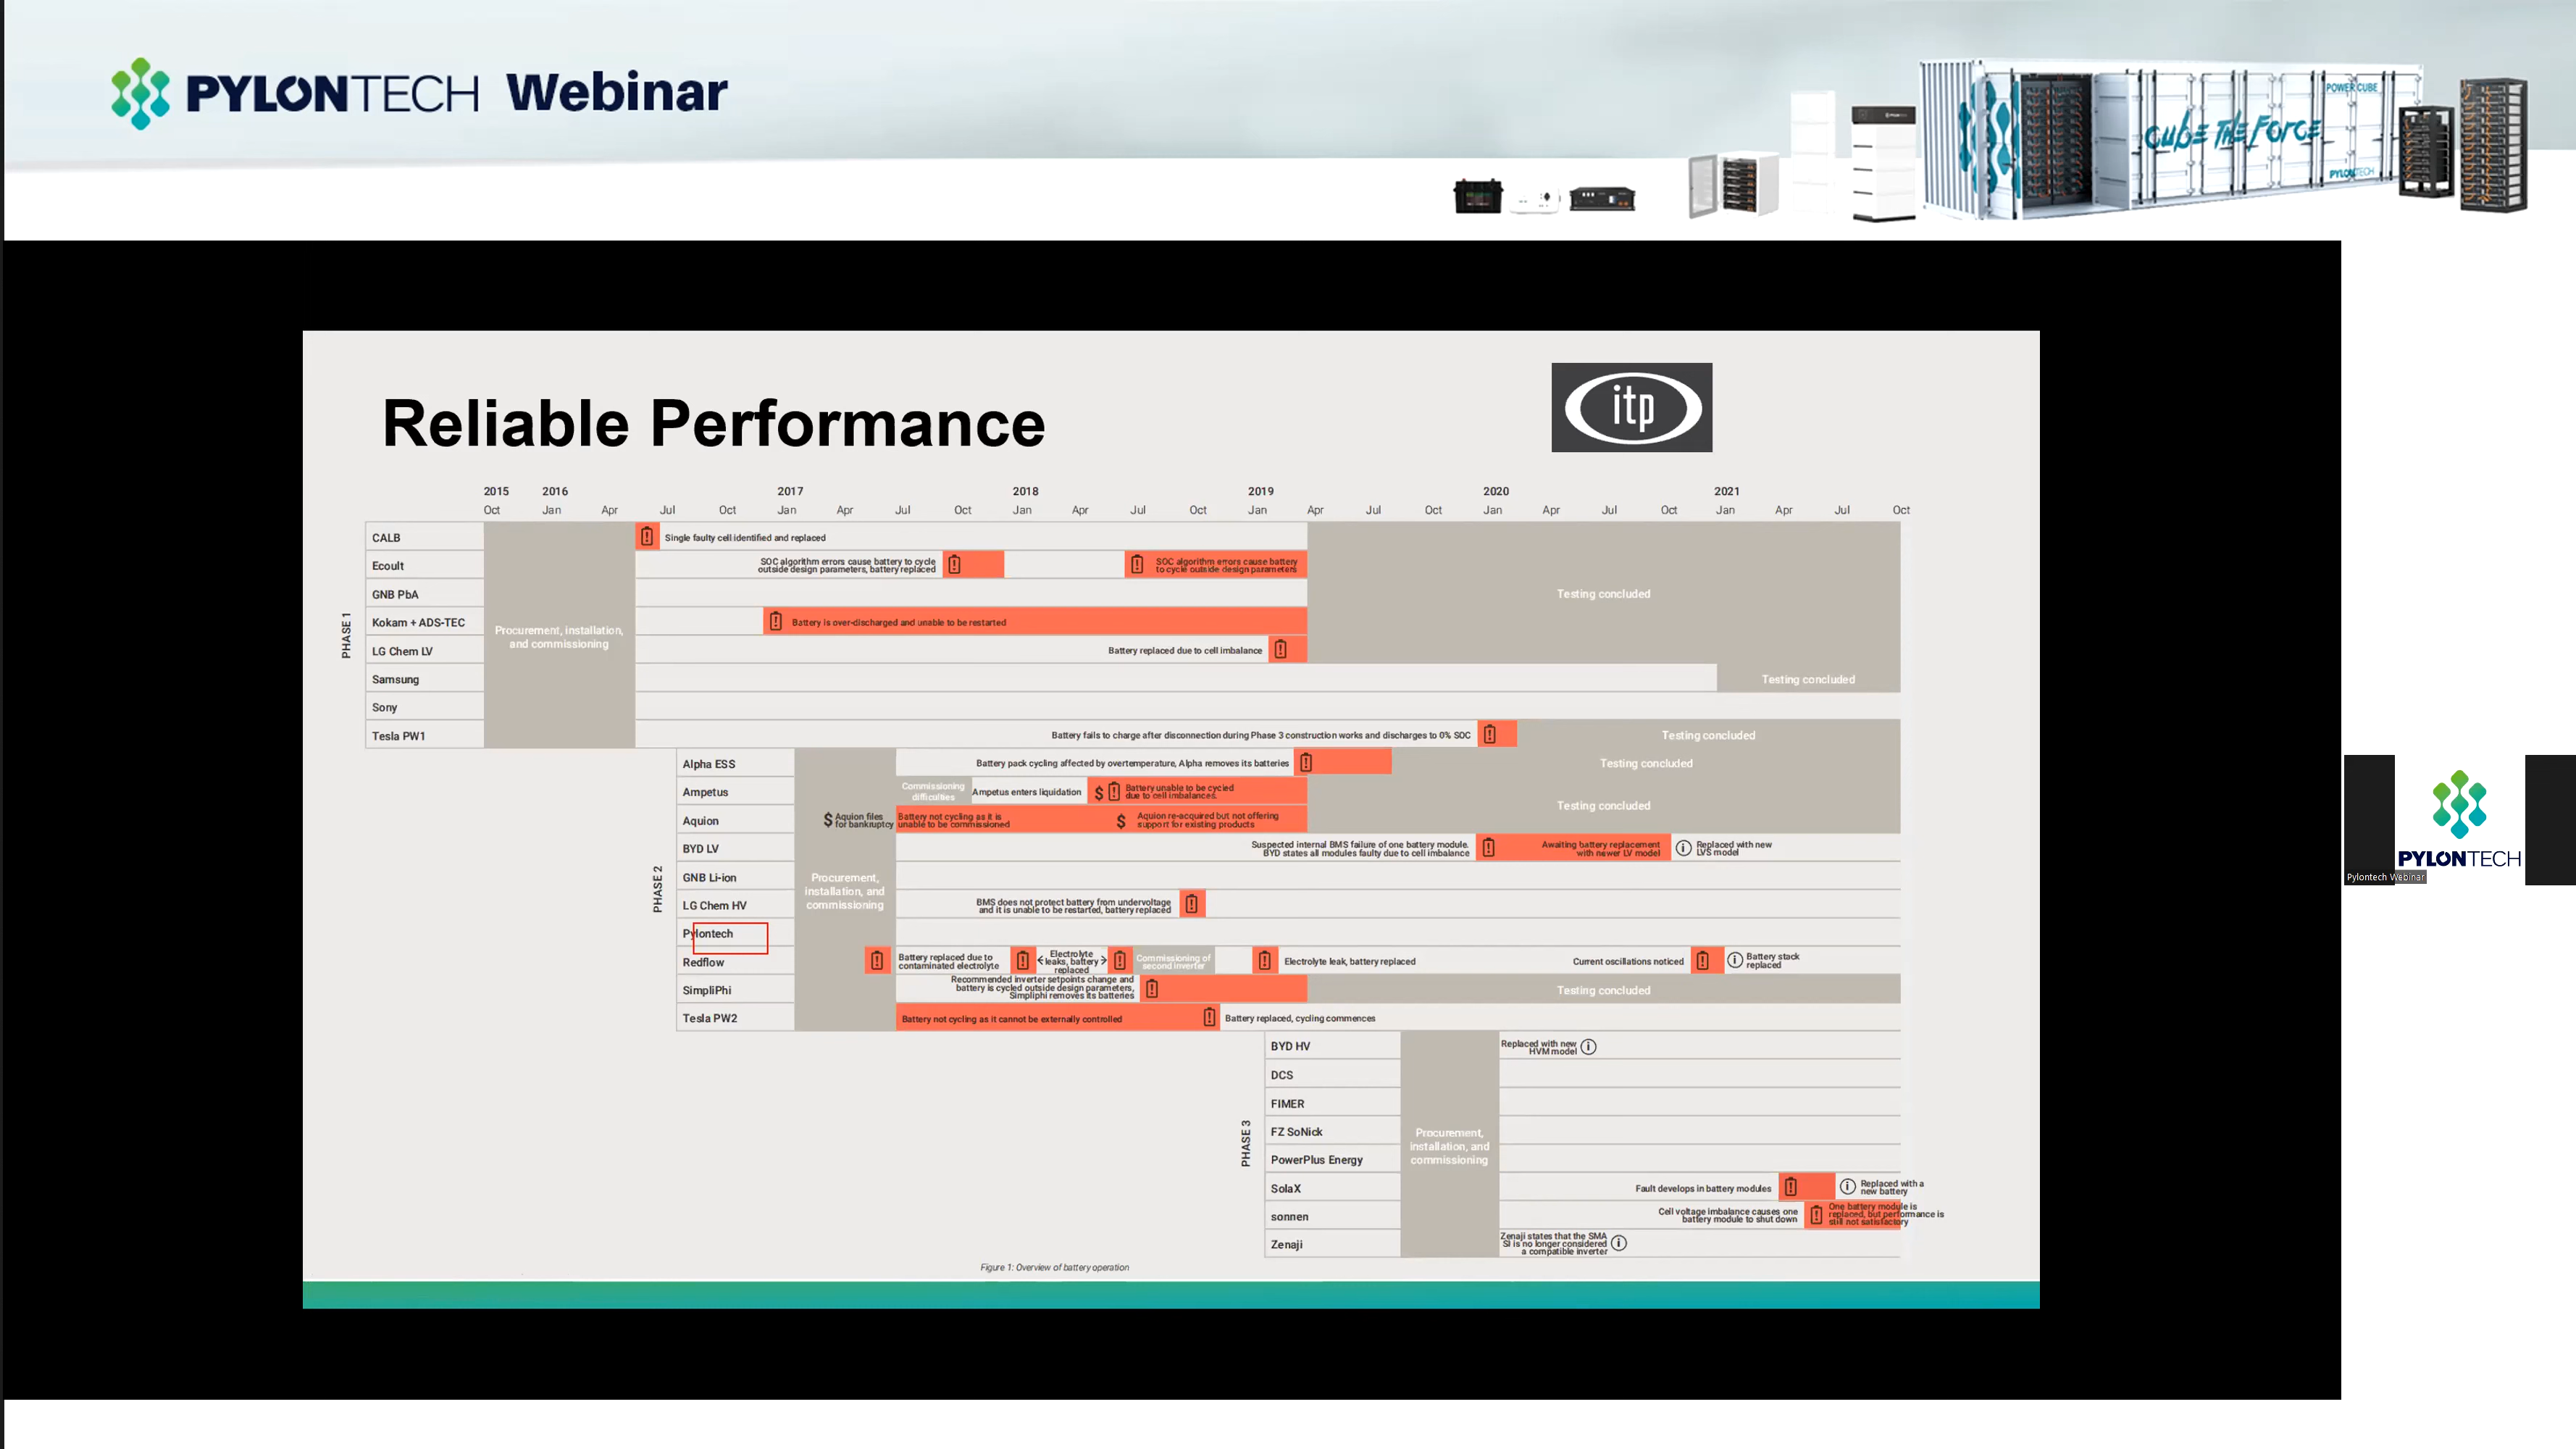 PYLONTECH Webinar
POWER CUBE
CUBE THE FORCE
PYLONTECH
Reliable Performance
itp
2015 2016 2017 2018 2019 2020 2021
Oct Jan Apr Jul Oct Jan Apr Jul Oct Jan Apr Jul Oct Jan Apr Jul Oct Jan Apr Jul Oct Jan Apr Jul Oct
PHASE 1
Procurement, installation,
and commissioning
CALB
Single faulty cell identified and replaced
Ecoult
SOC algorithm errors cause battery to cycle
outside design parameters, battery replaced
SOC algorithm errors cause battery
to cycle outside design parameters
GNB PbA
Testing concluded
Kokam + ADS-TEC
Battery is over-discharged and unable to be restarted
LG Chem LV
Battery replaced due to cell imbalance
Samsung
Testing concluded
Sony
Tesla PW1
Battery fails to charge after disconnection during Phase 3 construction works and discharges to 0% SOC
Testing concluded
PHASE 2
Procurement,
installation, and
commissioning
Alpha ESS
Battery pack cycling affected by overtemperature, Alpha removes its batteries
Testing concluded
Ampetus
Commissioning
difficulties
Ampetus enters liquidation
$
Battery unable to be cycled
due to cell imbalances.
Testing concluded
Aquion
$ Aquion files
for bankruptcy
Battery not cycling as it is
unable to be commissioned
$
Aquion re-acquired but not offering
support for existing products
BYD LV
Suspected internal BMS failure of one battery module.
BYD states all modules faulty due to cell imbalance
Awaiting battery replacement
with newer LV model
Replaced with new
LVS model
GNB Li-ion
LG Chem HV
BMS does not protect battery from undervoltage
and it is unable to be restarted, battery replaced
Pylontech
Redflow
Battery replaced due to
contaminated electrolyte
Electrolyte
leaks, battery
replaced
Commissioning of
second inverter
Electrolyte leak, battery replaced
Current oscillations noticed
Battery stack
replaced
SimpliPhi
Recommended inverter setpoints change and
battery is cycled outside design parameters,
Simpliphi removes its batteries
Testing concluded
Tesla PW2
Battery not cycling as it cannot be externally controlled
Battery replaced, cycling commences
PHASE 3
Procurement,
installation, and
commissioning
BYD HV
Replaced with new
HVM model
DCS
FIMER
FZ SoNick
PowerPlus Energy
SolaX
Fault develops in battery modules
Replaced with a
new battery
sonnen
Cell voltage imbalance causes one
battery module to shut down
One battery module is
replaced, but performance is
still not satisfactory
Zenaji
Zenaji states that the SMA
SI is no longer considered
a compatible inverter
Figure 1: Overview of battery operation
PYLONTECH
Pylontech Webinar